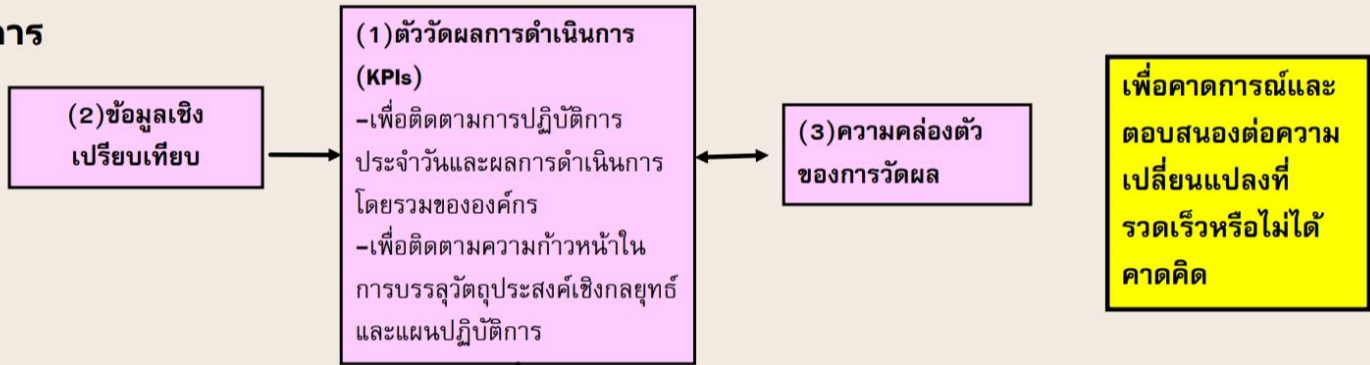 การ
(2)ข้อมูลเชิง
เปรียบเทียบ
(1)ตัววัดผลการดำเนินการ
(KPIs)
–เพื่อติดตามการปฏิบัติการ
ประจำวันและผลการดำเนินการ
โดยรวมขององค์กร
–เพื่อติดตามความก้าวหน้าใน
การบรรลุวัตถุประสงค์เชิงกลยุทธ์
และแผนปฏิบัติการ
(3)ความคล่องตัว
ของการวัดผล
เพื่อคาดการณ์และ
ตอบสนองต่อความ
เปลี่ยนแปลงที่
รวดเร็วหรือไม่ได้
คาดคิด